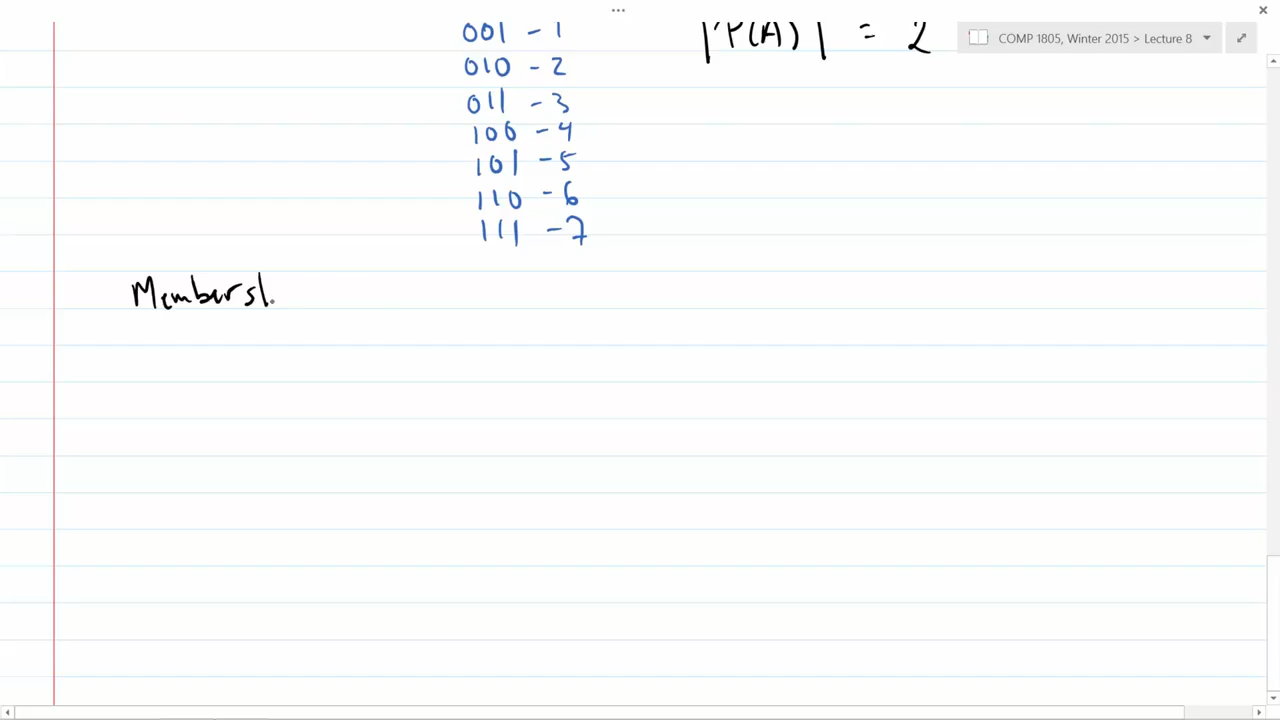 COMP 1805, Winter 2015 > Lecture 8
001 - 1
|P(A)| = 2
010 - 2
011 - 3
100 - 4
101 - 5
110 - 6
111 - 7